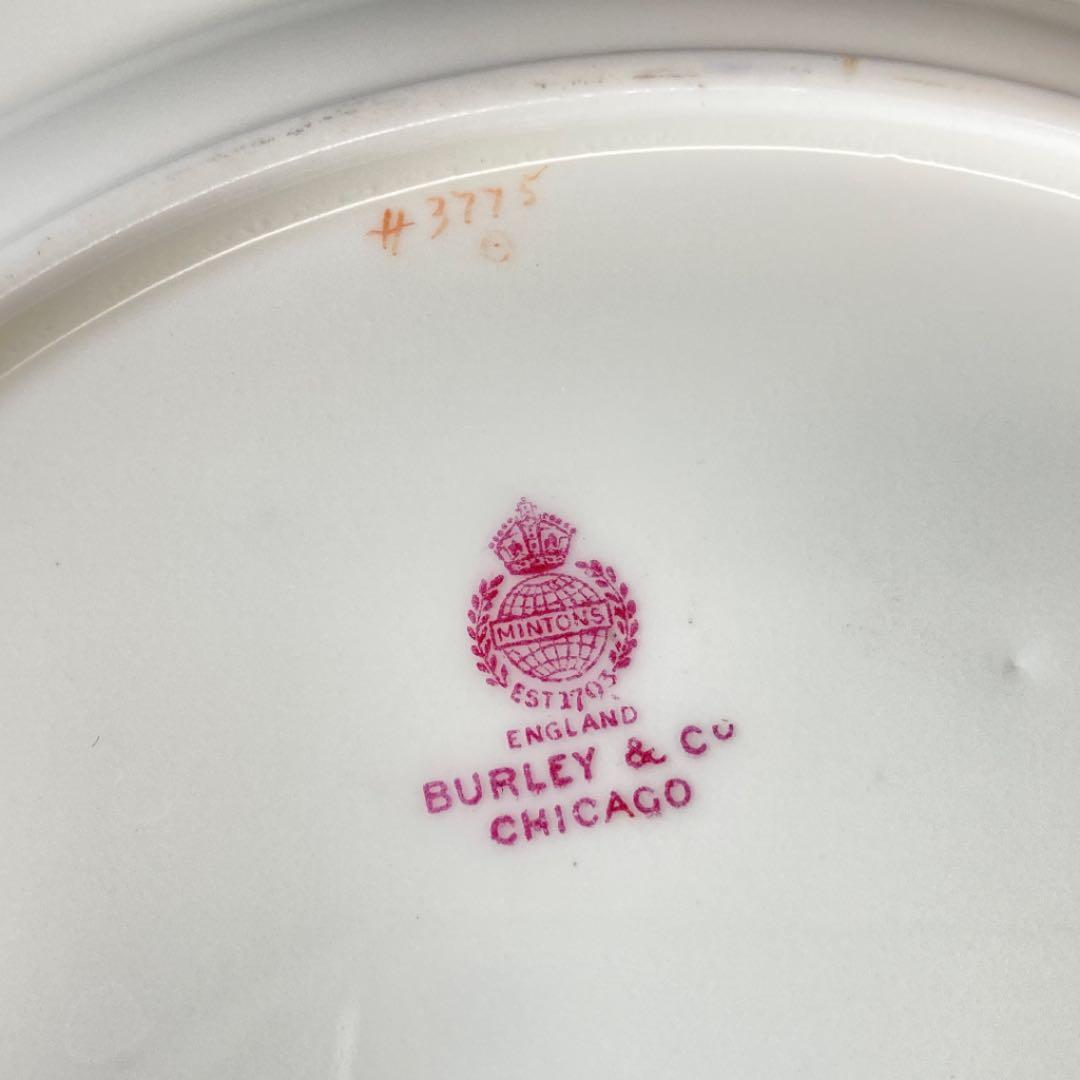 H 3775
MINTONS
EST 1793
ENGLAND
BURLEY & Co
CHICAGO